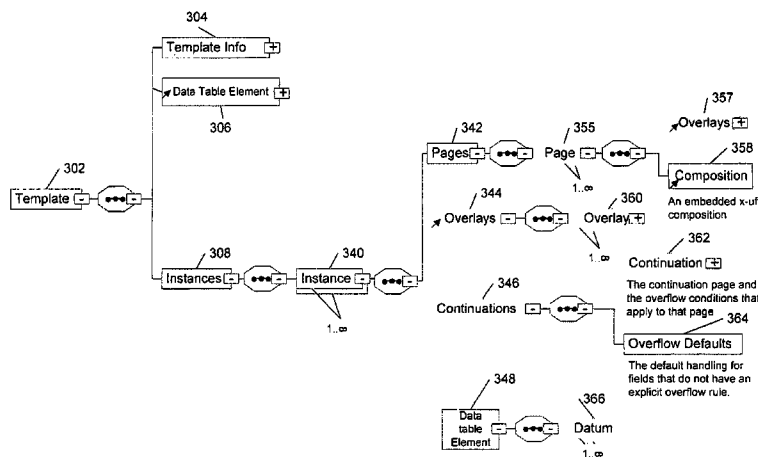 304
Template Info
Data Table Element
306
302
Template
308
Instances
340
Instance
1..∞
342
Pages
355
Page
1..∞
357
Overlays
358
Composition
An embedded x-uf
composition
344
Overlays
360
Overlay
1..∞
362
Continuation
The continuation page and
the overflow conditions that
apply to that page
346
Continuations
364
Overflow Defaults
The default handling for
fields that do not have an
explicit overflow rule.
348
Data
table
Element
366
Datum
1..∞